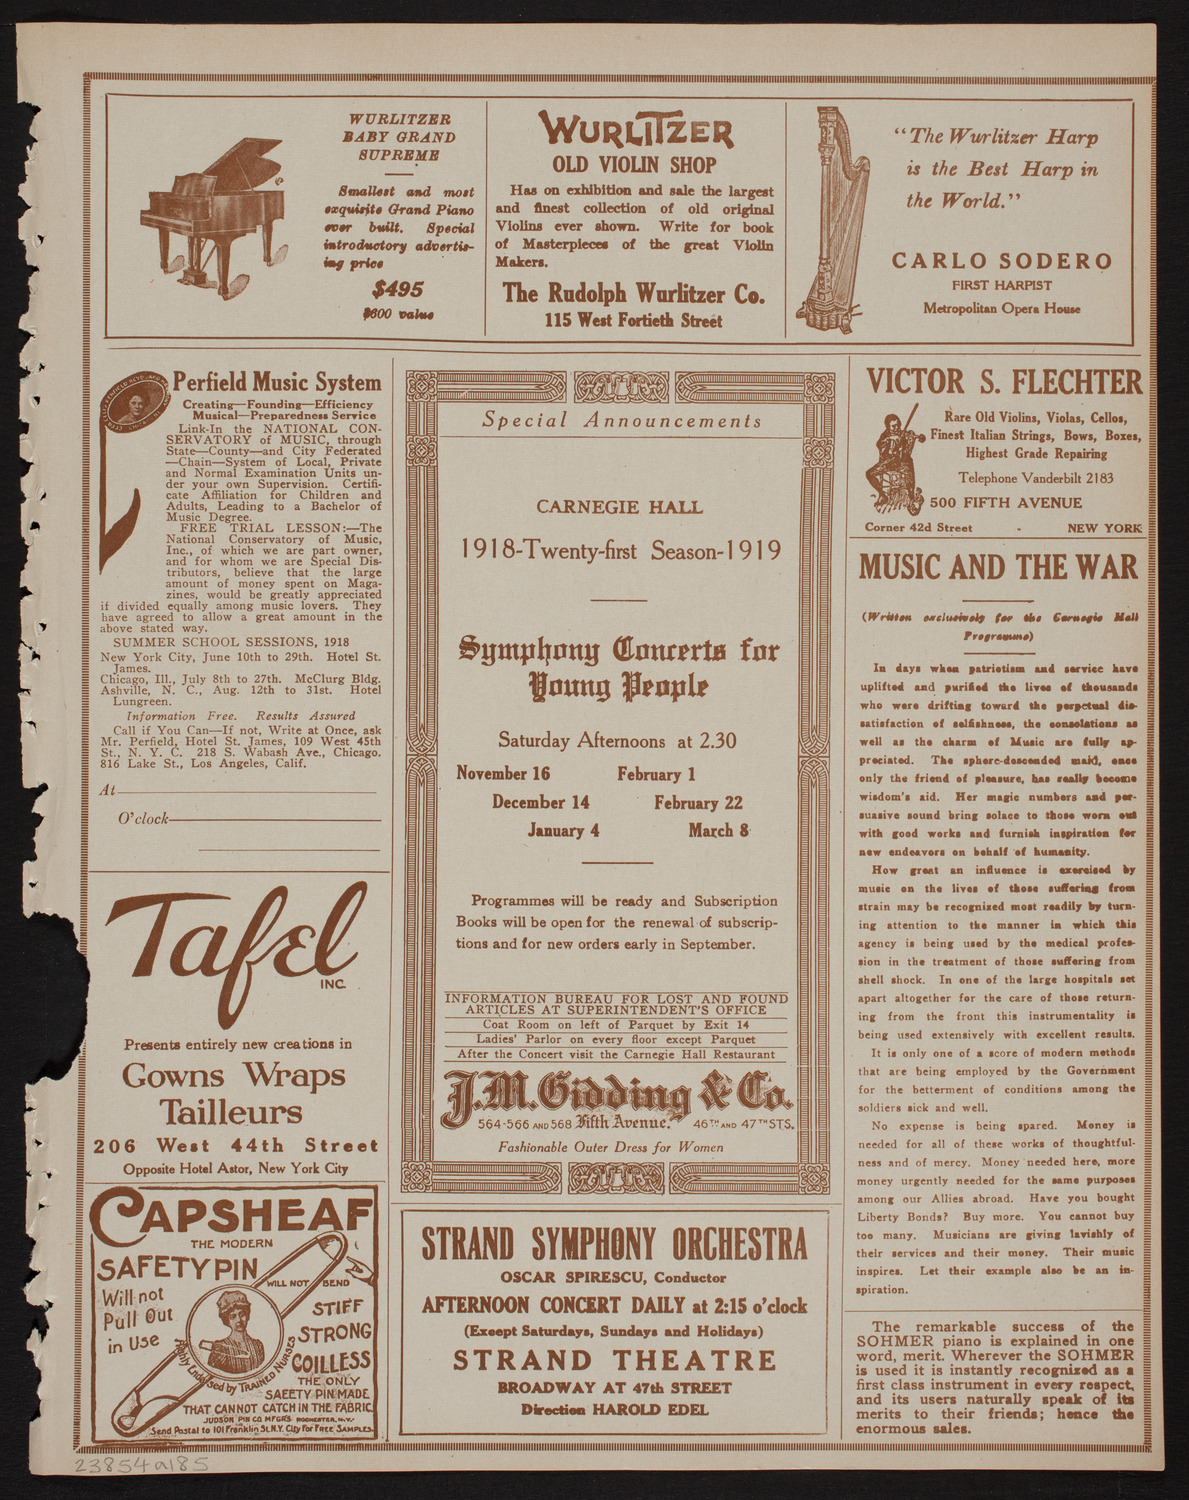 WURLITZER
BABY GRAND
SUPREME
Smallest and most
exquisite Grand Piano
ever built. Special
introductory advertis-
ing price
$495
$600 value
WURLITZER
OLD VIOLIN SHOP
Has on exhibition and sale the largest
and finest collection of old original
Violins ever shown. Write for book
of Masterpieces of the great Violin
Makers.
The Rudolph Wurlitzer Co.
115 West Fortieth Street
"The Wurlitzer Harp
is the Best Harp in
the World."
CARLO SODERO
FIRST HARPIST
Metropolitan Opera House
Perfield Music System
Creating—Founding—Efficiency
Musical—Preparedness Service
Link-In the NATIONAL CON-
SERVATORY of MUSIC, through
State—County—and City Federated
—Chain—System of Local, Private
and Normal Examination Units un-
der your own Supervision. Certifi-
cate Affiliation for Children and
Adults, Leading to a Bachelor of
Music Degree.
FREE TRIAL LESSON:—The
National Conservatory of Music,
Inc., of which we are part owner,
and for whom we are Special Dis-
tributors, believe that the large
amount of money spent on Maga-
zines, would be greatly appreciated
if divided equally among music lovers. They
have agreed to allow a great amount in the
above stated way.
SUMMER SCHOOL SESSIONS, 1918
New York City, June 10th to 29th. Hotel St.
James.
Chicago, Ill., July 8th to 27th. McClurg Bldg.
Ashville, N. C., Aug. 12th to 31st. Hotel
Lungreen.
Information Free. Results Assured
Call if You Can—If not, Write at Once, ask
Mr. Perfield, Hotel St. James, 109 West 45th
St., N. Y. C. 218 S. Wabash Ave., Chicago.
816 Lake St., Los Angeles, Calif.
At
O'clock
Tafel
INC.
Presents entirely new creations in
Gowns Wraps
Tailleurs
206 West 44th Street
Opposite Hotel Astor, New York City
CAPSHEAF
THE MODERN
SAFETY PIN
WILL NOT BEND
Will not
Pull Out
in Use
STIFF
STRONG
COILLESS
Highly Endorsed by TRAINED NURSES
THE ONLY
SAFETY PIN MADE
THAT CANNOT CATCH IN THE FABRIC
JUDSON PIN CO. MFGRS. ROCHESTER, N.Y.
Send Postal to 101 Franklin St. N.Y. City for FREE SAMPLES.
Special Announcements
CARNEGIE HALL
1918-Twenty-first Season-1919
Symphony Concerts for
Young People
Saturday Afternoons at 2.30
November 16 February 1
December 14 February 22
January 4 March 8
Programmes will be ready and Subscription
Books will be open for the renewal of subscrip-
tions and for new orders early in September.
INFORMATION BUREAU FOR LOST AND FOUND
ARTICLES AT SUPERINTENDENT'S OFFICE
Coat Room on left of Parquet by Exit 14
Ladies' Parlor on every floor except Parquet
After the Concert visit the Carnegie Hall Restaurant
J.M. Gidding & Co.
564-566 AND 568 Fifth Avenue. 46TH AND 47TH STS.
Fashionable Outer Dress for Women
STRAND SYMPHONY ORCHESTRA
OSCAR SPIRESCU, Conductor
AFTERNOON CONCERT DAILY at 2:15 o'clock
(Except Saturdays, Sundays and Holidays)
STRAND THEATRE
BROADWAY AT 47th STREET
Direction HAROLD EDEL
VICTOR S. FLECHTER
Rare Old Violins, Violas, Cellos,
Finest Italian Strings, Bows, Boxes,
Highest Grade Repairing
Telephone Vanderbilt 2183
500 FIFTH AVENUE
Corner 42d Street - NEW YORK
MUSIC AND THE WAR
(Written exclusively for the Carnegie Hall
Programme)
In days when patriotism and service have
uplifted and purified the lives of thousands
who were drifting toward the perpetual dis-
satisfaction of selfishness, the consolations as
well as the charm of Music are fully ap-
preciated. The sphere-descended maid, once
only the friend of pleasure, has really become
wisdom's aid. Her magic numbers and per-
suasive sound bring solace to those worn out
with good works and furnish inspiration for
new endeavors on behalf of humanity.
How great an influence is exercised by
music on the lives of those suffering from
strain may be recognized most readily by turn-
ing attention to the manner in which this
agency is being used by the medical profes-
sion in the treatment of those suffering from
shell shock. In one of the large hospitals set
apart altogether for the care of those return-
ing from the front this instrumentality is
being used extensively with excellent results.
It is only one of a score of modern methods
that are being employed by the Government
for the betterment of conditions among the
soldiers sick and well.
No expense is being spared. Money is
needed for all of these works of thoughtful-
ness and of mercy. Money needed here, more
money urgently needed for the same purposes
among our Allies abroad. Have you bought
Liberty Bonds? Buy more. You cannot buy
too many. Musicians are giving lavishly of
their services and their money. Their music
inspires. Let their example also be an in-
spiration.
The remarkable success of the
SOHMER piano is explained in one
word, merit. Wherever the SOHMER
is used it is instantly recognized as a
first class instrument in every respect,
and its users naturally speak of its
merits to their friends; hence the
enormous sales.
23854a185